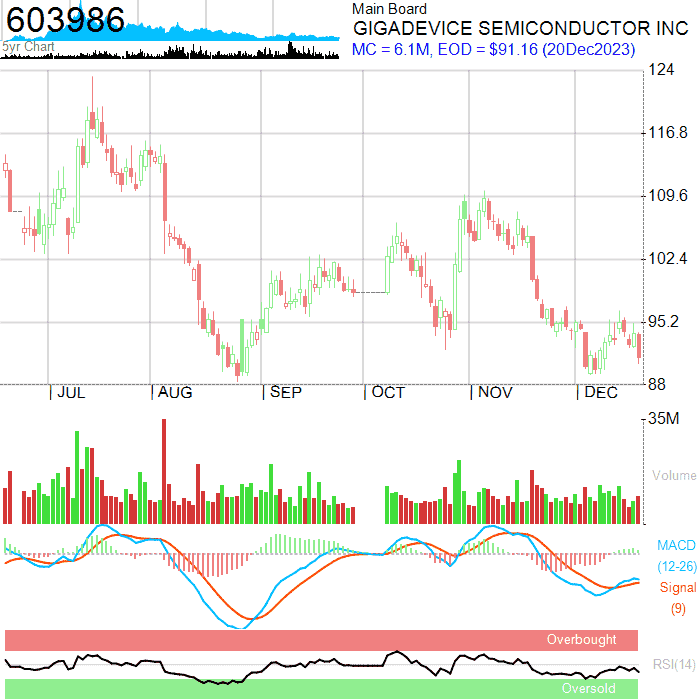 603986
5yr Chart
Main Board
GIGADEVICE SEMICONDUCTOR INC
MC = 6.1M, EOD = $91.16 (20Dec2023)
124
116.8
109.6
102.4
95.2
88
JUL AUG SEP OCT NOV DEC
35M
Volume
MACD
(12-26)
Signal
(9)
Overbought
RSI(14)
Oversold